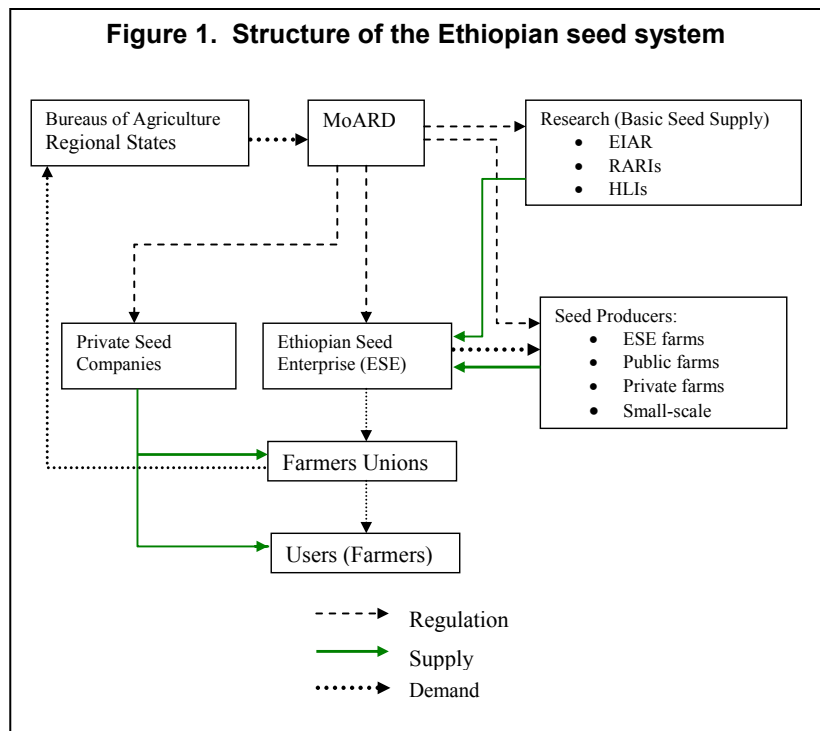 Figure 1. Structure of the Ethiopian seed system
Bureaus of Agriculture
Regional States
MoARD
Research (Basic Seed Supply)
• EIAR
• RARIs
• HLIs
Private Seed
Companies
Ethiopian Seed
Enterprise (ESE)
Seed Producers:
• ESE farms
• Public farms
• Private farms
• Small-scale
Farmers Unions
Users (Farmers)
Regulation
Supply
Demand